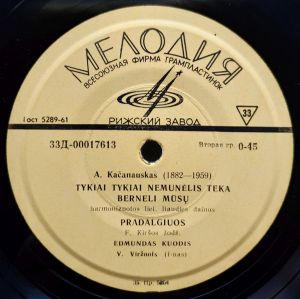 МЕЛОДИЯ
ВСЕСОЮЗНАЯ ФИРМА ГРАМПЛАСТИНОК
Гост 5289-61
РИЖСКИЙ ЗАВОД
33
33Д-00017613
Вторая гр. 0-45
A. Kačanauskas (1882—1959)
TYKIAI TYKIAI NEMUNĖLIS TEKA
BERNELI MŪSŲ
harmonizuotos liet. liaudies dainos
PRADALGIUOS
F. Kiršos žodž.
EDMUNDAS KUODIS
V. Viržonis (f-nas)